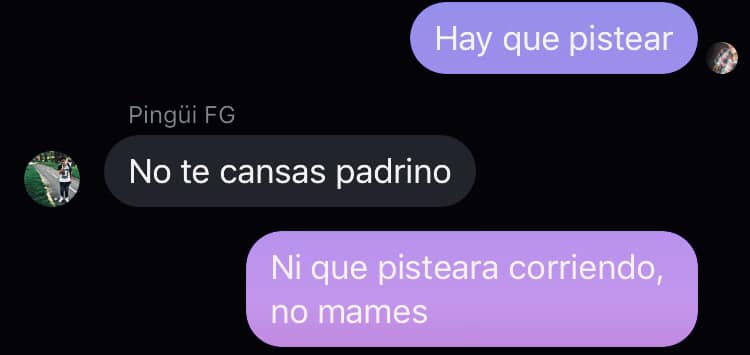 Hay que pistear
Pingüi FG
No te cansas padrino
Ni que pisteara corriendo,
no mames